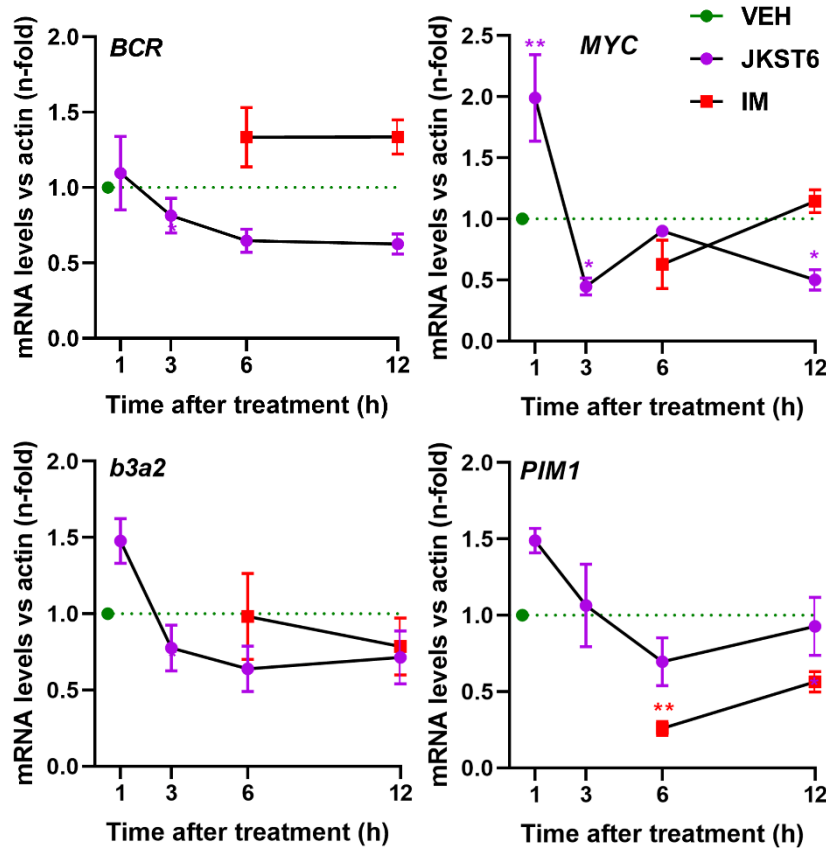 BCR
mRNA levels vs actin (n-fold)
2.0
1.5
1.0
0.5
0.0
*
1 3 6 12
Time after treatment (h)
MYC
VEH
JKST6
IM
mRNA levels vs actin (n-fold)
2.5
2.0
1.5
1.0
0.5
0.0
**
*
*
1 3 6 12
Time after treatment (h)
b3a2
mRNA levels vs actin (n-fold)
2.0
1.5
1.0
0.5
0.0
1 3 6 12
Time after treatment (h)
PIM1
mRNA levels vs actin (n-fold)
2.0
1.5
1.0
0.5
0.0
**
1 3 6 12
Time after treatment (h)